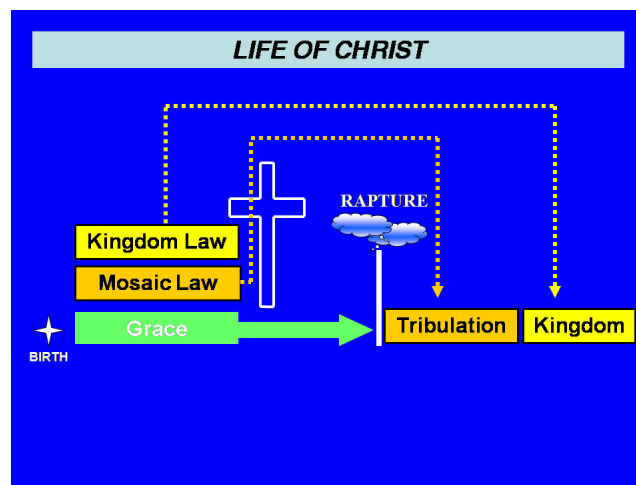 LIFE OF CHRIST
RAPTURE
Kingdom Law
Mosaic Law
Grace
Tribulation
Kingdom
BIRTH